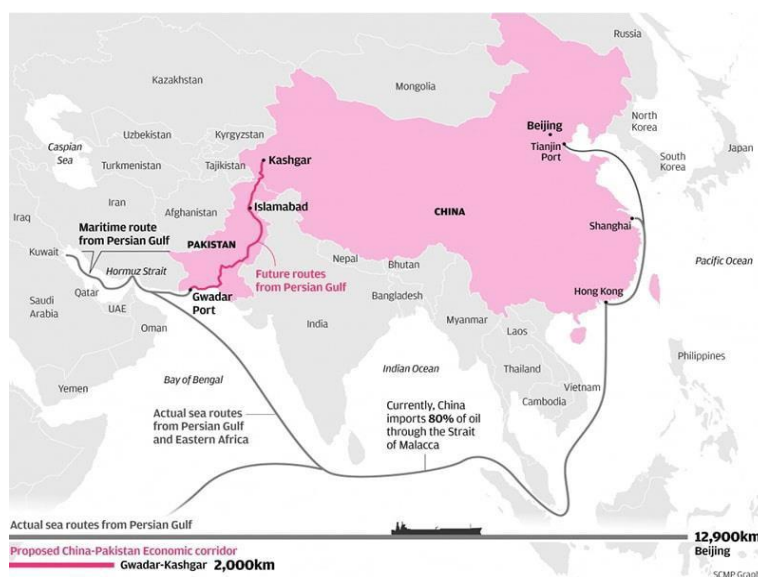 Russia
Kazakhstan
Mongolia
Uzbekistan
Kyrgyzstan
Beijing
Tianjin
Port
North
Korea
South
Korea
Japan
Caspian
Sea
Turkmenistan
Tajikistan
Kashgar
Iran
Afghanistan
Islamabad
CHINA
Shanghai
Iraq
Maritime route
from Persian Gulf
PAKISTAN
Kuwait
Hormuz Strait
Future routes
from Persian Gulf
Nepal
Bhutan
Pacific Ocean
Qatar
Gwadar
Port
Bangladesh
Hong Kong
Saudi
Arabia
UAE
Oman
India
Myanmar
Laos
Philippines
Yemen
Bay of Bengal
Indian Ocean
Thailand
Vietnam
Cambodia
Actual sea routes
from Persian Gulf
and Eastern Africa
Currently, China
imports 80% of oil
through the Strait
of Malacca
Actual sea routes from Persian Gulf
12,900km
Beijing
Proposed China-Pakistan Economic corridor
Gwadar-Kashgar 2,000km
SCMP Graph